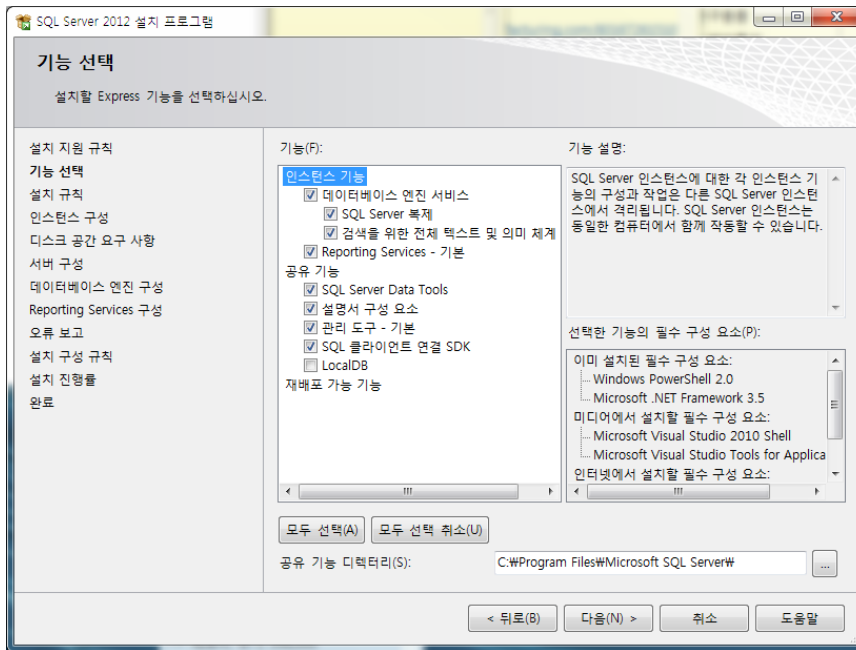 SQL Server 2012 설치 프로그램
기능 선택
설치할 Express 기능을 선택하십시오.
설치 지원 규칙
기능 선택
설치 규칙
인스턴스 구성
디스크 공간 요구 사항
서버 구성
데이터베이스 엔진 구성
Reporting Services 구성
오류 보고
설치 구성 규칙
설치 진행률
완료
기능(F):
인스턴스 기능
데이터베이스 엔진 서비스
SQL Server 복제
검색을 위한 전체 텍스트 및 의미 체계
Reporting Services - 기본
공유 기능
SQL Server Data Tools
설명서 구성 요소
관리 도구 - 기본
SQL 클라이언트 연결 SDK
LocalDB
재배포 가능 기능
기능 설명:
SQL Server 인스턴스에 대한 각 인스턴스 기
능의 구성과 작업은 다른 SQL Server 인스턴
스에서 격리됩니다. SQL Server 인스턴스는
동일한 컴퓨터에서 함께 작동할 수 있습니다.
선택한 기능의 필수 구성 요소(P):
이미 설치된 필수 구성 요소:
Windows PowerShell 2.0
Microsoft .NET Framework 3.5
미디어에서 설치할 필수 구성 요소:
Microsoft Visual Studio 2010 Shell
Microsoft Visual Studio Tools for Applica
인터넷에서 설치할 필수 구성 요소:
모두 선택(A) 모두 선택 취소(U)
공유 기능 디렉터리(S): C:₩Program Files₩Microsoft SQL Server₩ ...
< 뒤로(B) 다음(N) > 취소 도움말